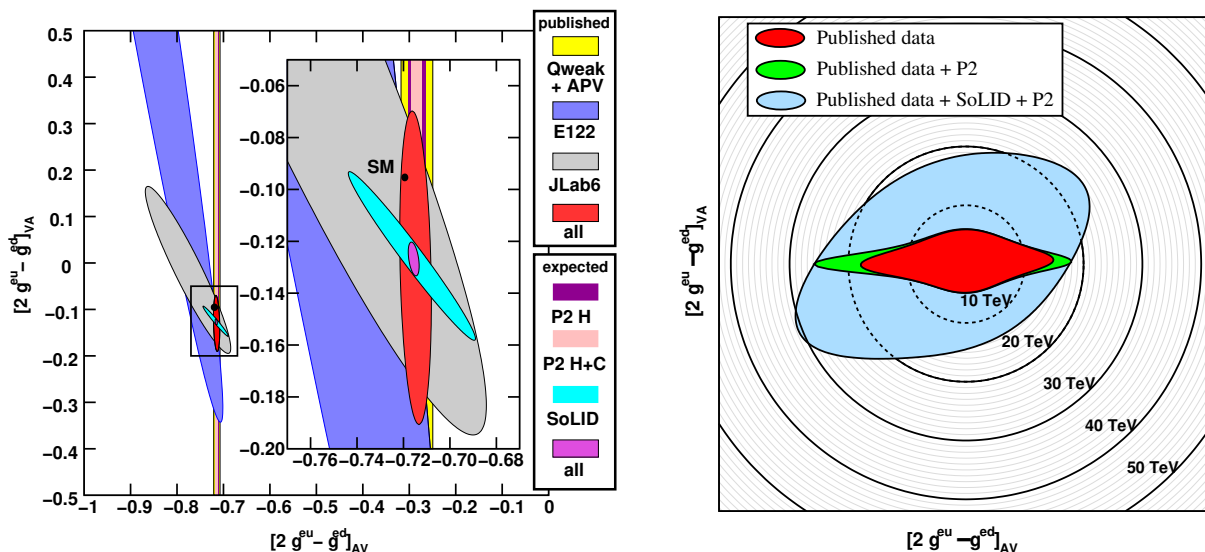 0.5
0.4
0.3
0.2
0.1
0
−0.1
−0.2
−0.3
−0.4
−0.5
−1 −0.9 −0.8 −0.7 −0.6 −0.5 −0.4 −0.3 −0.2 −0.1 0
[2 g^eu − g^ed]_AV
[2 g^eu − g^ed]_VA
−0.06
−0.08
−0.10
−0.12
−0.14
−0.16
−0.18
−0.20
−0.76 −0.74 −0.72 −0.70 −0.68
SM
published
Qweak
+ APV
E122
JLab6
all
expected
P2 H
P2 H+C
SoLID
all
Published data
Published data + P2
Published data + SoLID + P2
10 TeV
20 TeV
30 TeV
40 TeV
50 TeV
[2 g^eu − g^ed]_VA
[2 g^eu − g^ed]_AV